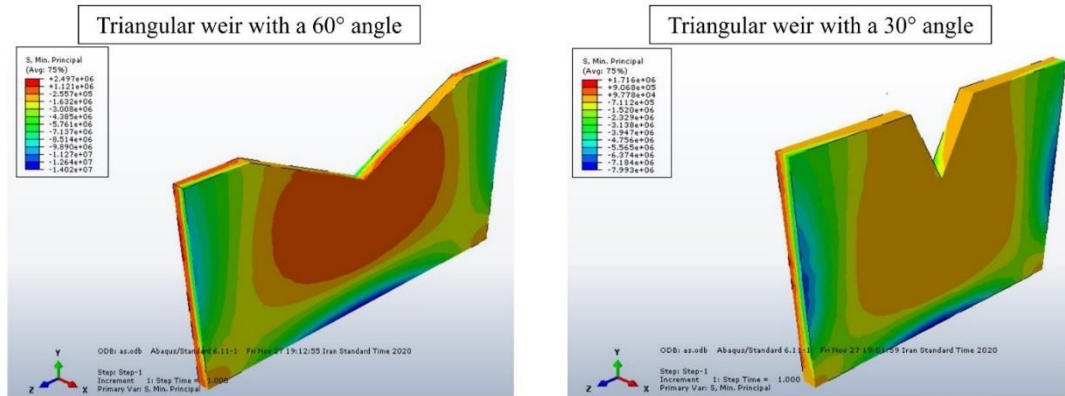 Triangular weir with a 60° angle
S, Min. Principal
(Avg: 75%)
+2.497e+06
+1.121e+06
-2.557e+05
-1.632e+06
-3.008e+06
-4.385e+06
-5.761e+06
-7.137e+06
-8.514e+06
-9.890e+06
-1.127e+07
-1.264e+07
-1.402e+07
Y
Z
X
ODB: as.odb Abaqus/Standard 6.11-1 Fri Nov 27 19:12:55 Iran Standard Time 2020
Step: Step-1
Increment 1: Step Time = 1.000
Primary Var: S, Min. Principal
Triangular weir with a 30° angle
S, Min. Principal
(Avg: 75%)
+1.716e+06
+9.068e+05
+9.778e+04
-7.112e+05
-1.520e+06
-2.329e+06
-3.138e+06
-3.947e+06
-4.756e+06
-5.565e+06
-6.374e+06
-7.184e+06
-7.993e+06
Y
Z
X
ODB: as.odb Abaqus/Standard 6.11-1 Fri Nov 27 19:01:59 Iran Standard Time 2020
Step: Step-1
Increment 1: Step Time = 1.000
Primary Var: S, Min. Principal